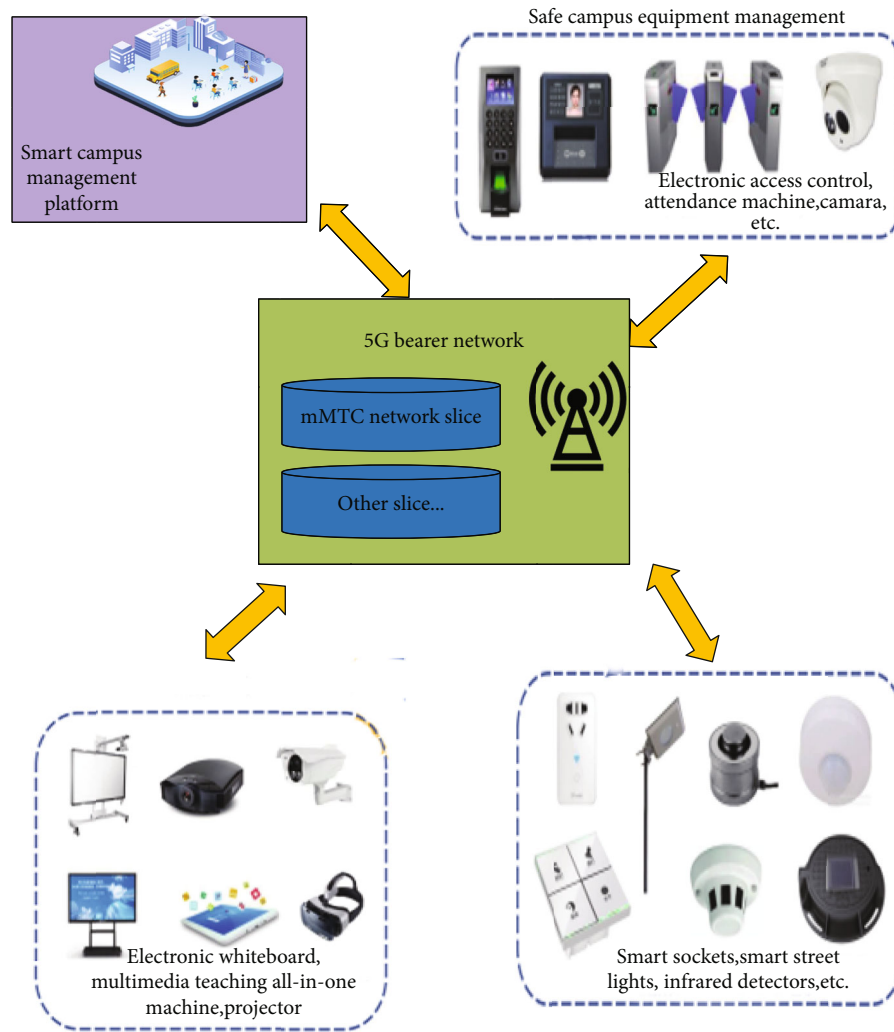 Safe campus equipment management
Smart campus
management
platform
Electronic access control,
attendance machine,camara,
etc.
5G bearer network
mMTC network slice
Other slice...
Electronic whiteboard,
multimedia teaching all-in-one
machine,projector
Smart sockets,smart street
lights, infrared detectors,etc.